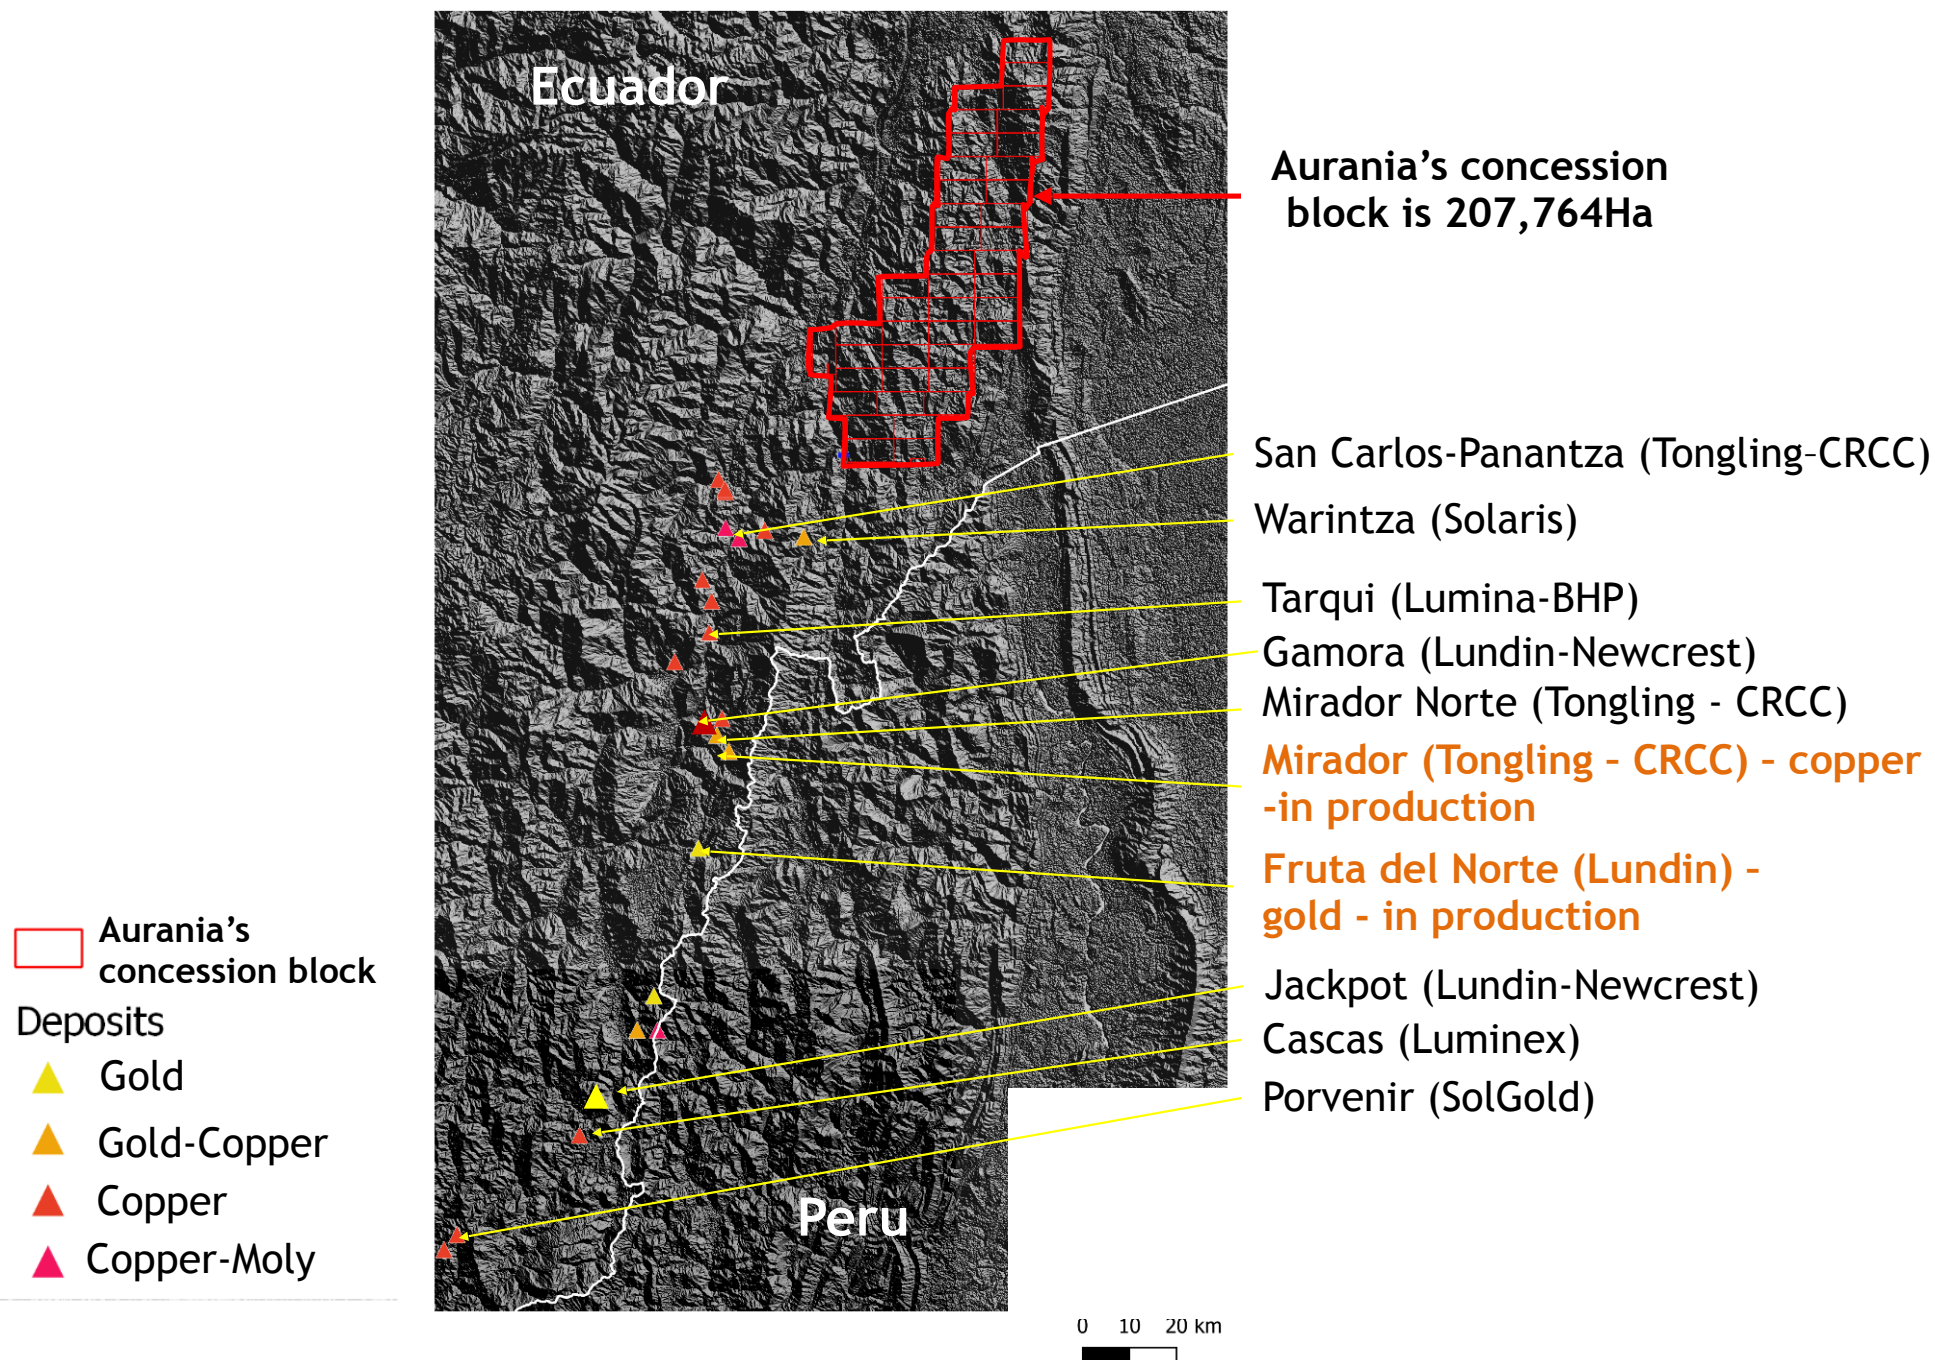 Ecuador
Aurania’s concession
block is 207,764Ha
San Carlos-Panantza (Tongling-CRCC)
Warintza (Solaris)
Tarqui (Lumina-BHP)
Gamora (Lundin-Newcrest)
Mirador Norte (Tongling - CRCC)
Mirador (Tongling – CRCC) – copper
-in production
Fruta del Norte (Lundin) –
gold - in production
Jackpot (Lundin-Newcrest)
Cascas (Luminex)
Porvenir (SolGold)
Aurania’s
concession block
Deposits
Gold
Gold-Copper
Copper
Copper-Moly
Peru
0 10 20 km